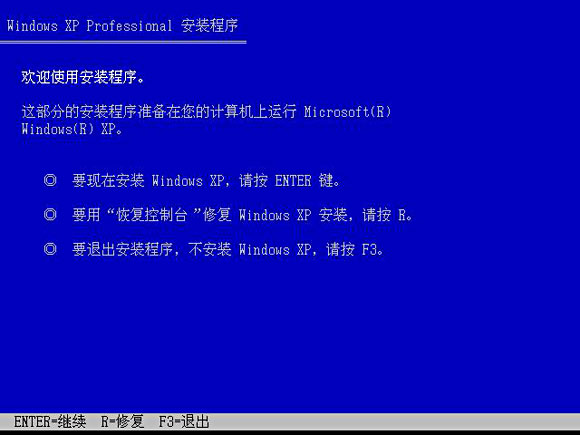 Windows XP Professional 安装程序
欢迎使用安装程序。
这部分的安装程序准备在您的计算机上运行 Microsoft(R)
Windows(R) XP。
◎ 要现在安装 Windows XP，请按 ENTER 键。
◎ 要用“恢复控制台 ”修复 Windows XP 安装，请按 R。
◎ 要退出安装程序，不安装 Windows XP，请按 F3。
ENTER=继续 R=修复 F3=退出